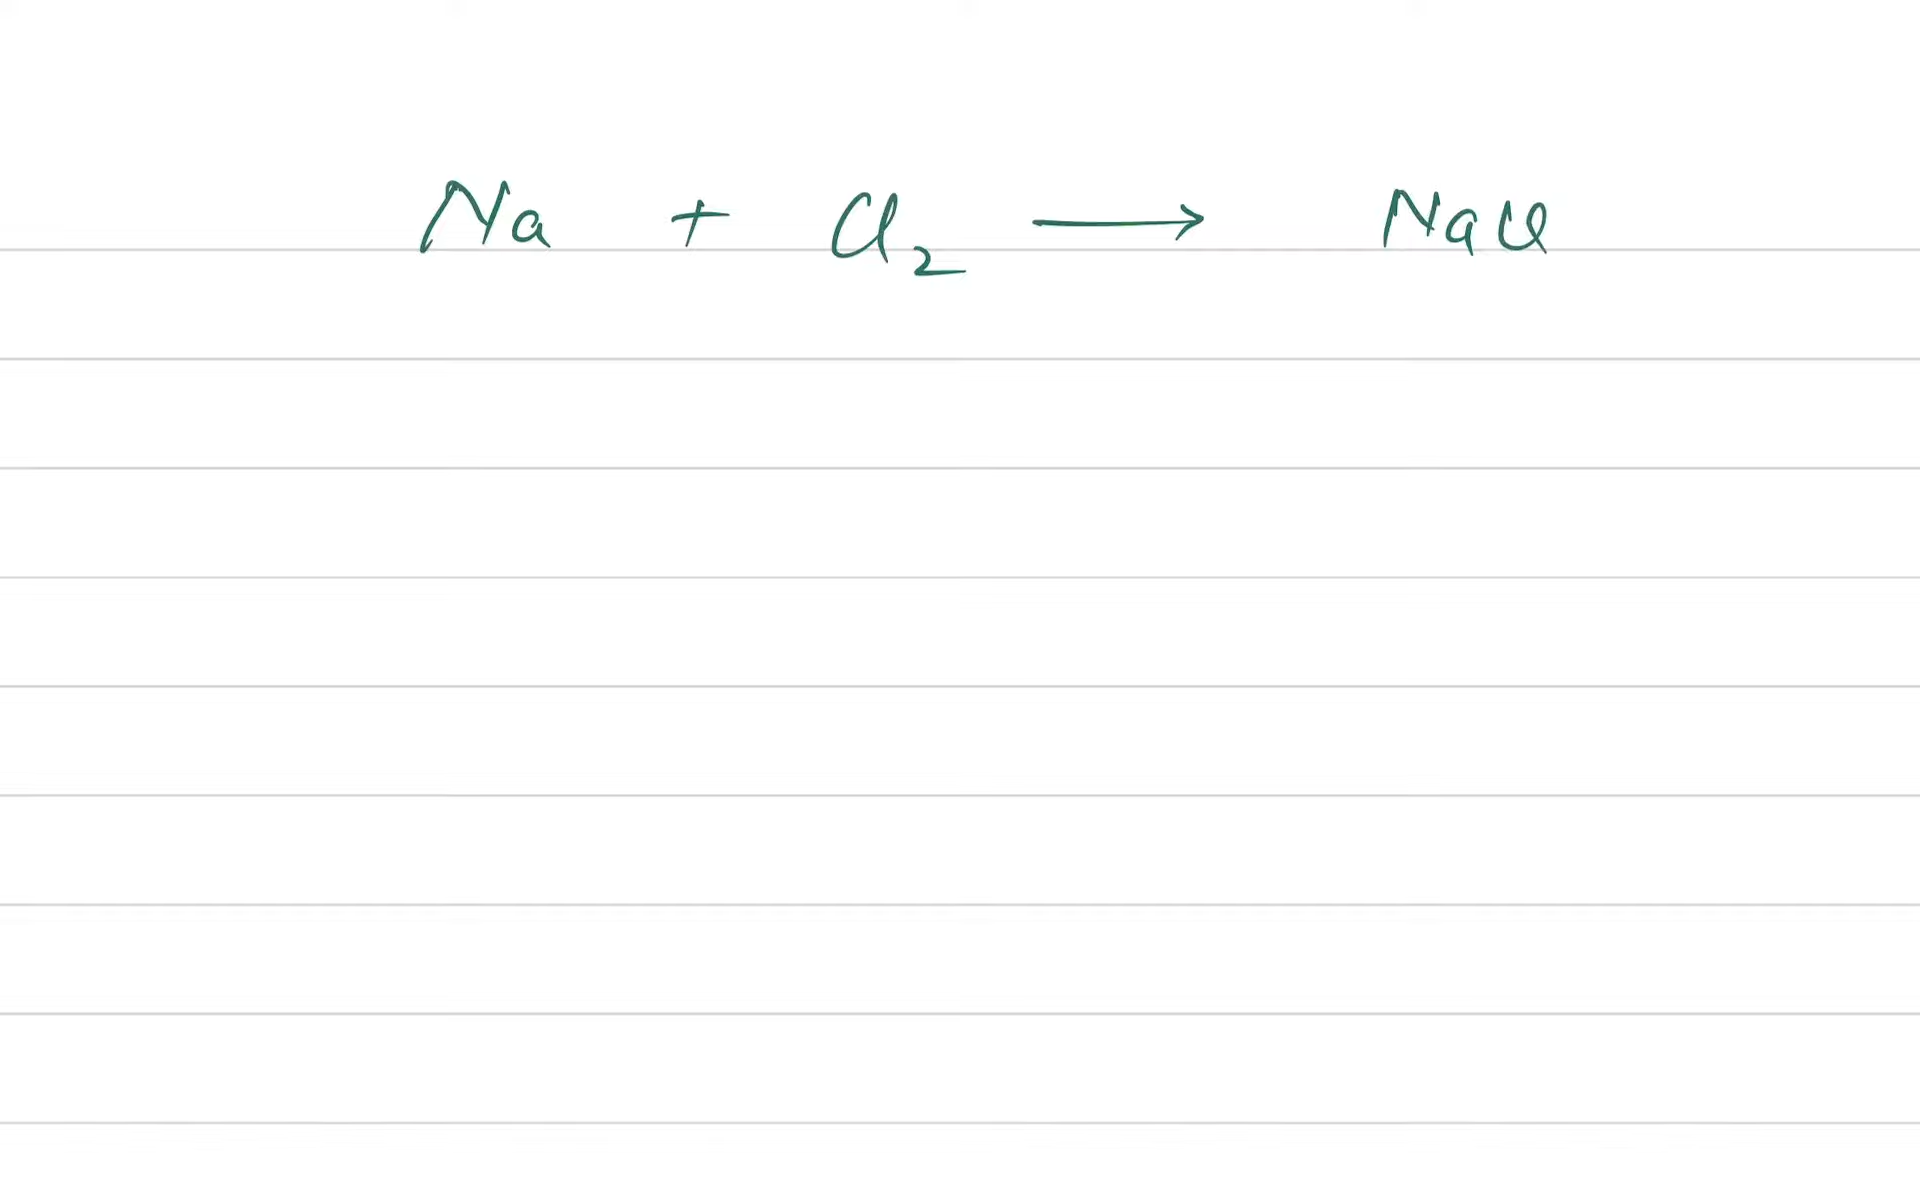 Na + Cl₂ ⟶ NaCl